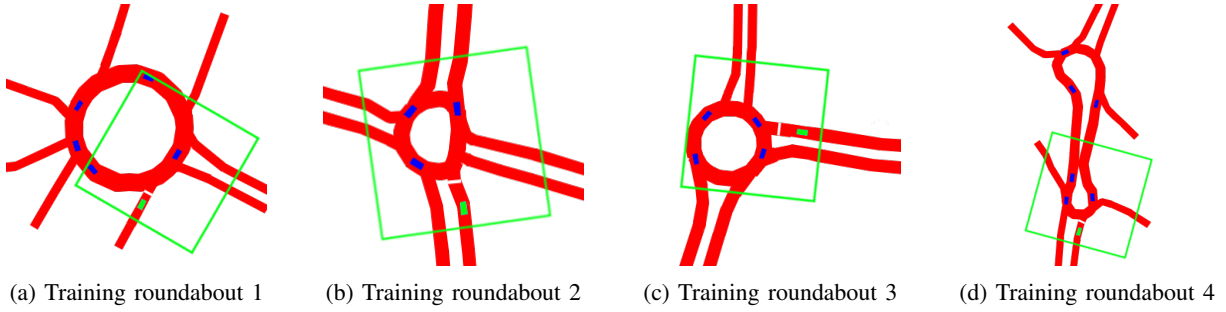 (a) Training roundabout 1
(b) Training roundabout 2
(c) Training roundabout 3
(d) Training roundabout 4